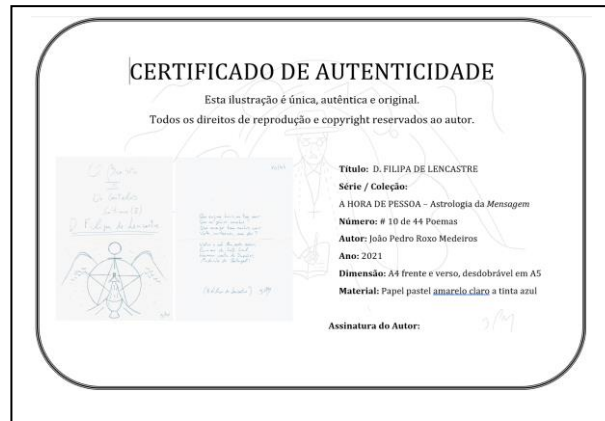 CERTIFICADO DE AUTENTICIDADE
Esta ilustração é única, autêntica e original.
Todos os direitos de reprodução e copyright reservados ao autor.
Título: D. FILIPA DE LENCASTRE
Série / Coleção:
A HORA DE PESSOA – Astrologia da Mensagem
Número: # 10 de 44 Poemas
Autor: João Pedro Roxo Medeiros
Ano: 2021
Dimensão: A4 frente e verso, desdobrável em A5
Material: Papel pastel amarelo claro a tinta azul
Assinatura do Autor:
D. Filipa de Lencastre